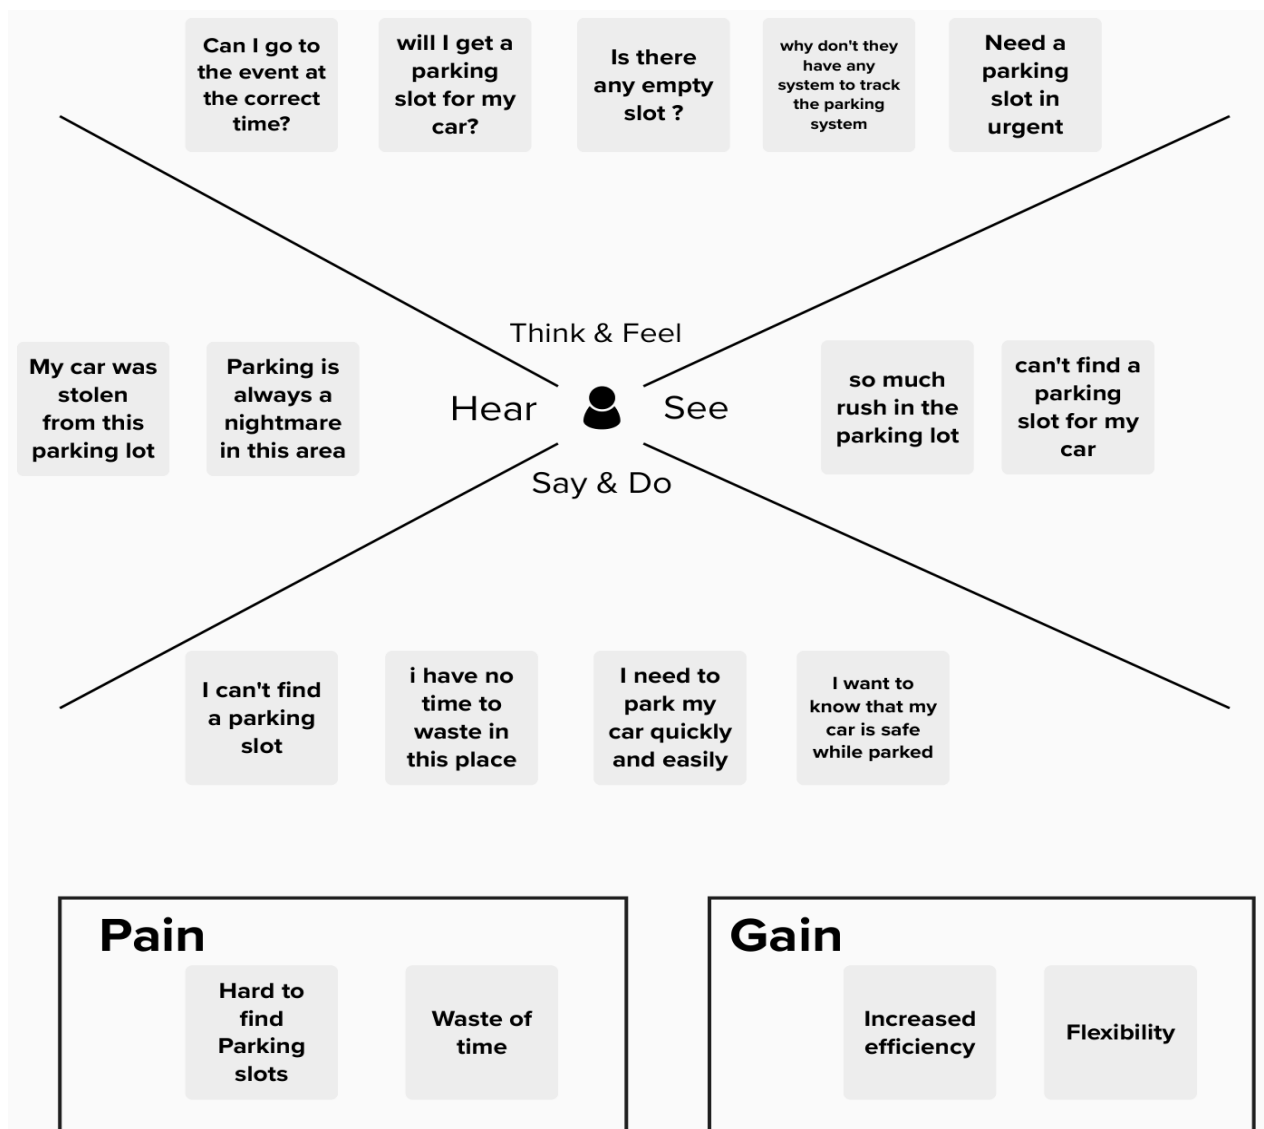 Can I go to
the event at
the correct
time?
will I get a
parking
slot for my
car?
Is there
any empty
slot ?
why don't they
have any
system to track
the parking
system
Need a
parking
slot in
urgent
Think & Feel
My car was
stolen
from this
parking lot
Parking is
always a
nightmare
in this area
Hear
See
so much
rush in the
parking lot
can't find a
parking
slot for my
car
Say & Do
I can't find
a parking
slot
i have no
time to
waste in
this place
I need to
park my
car quickly
and easily
I want to
know that my
car is safe
while parked
Pain
Hard to
find
Parking
slots
Waste of
time
Gain
Increased
efficiency
Flexibility